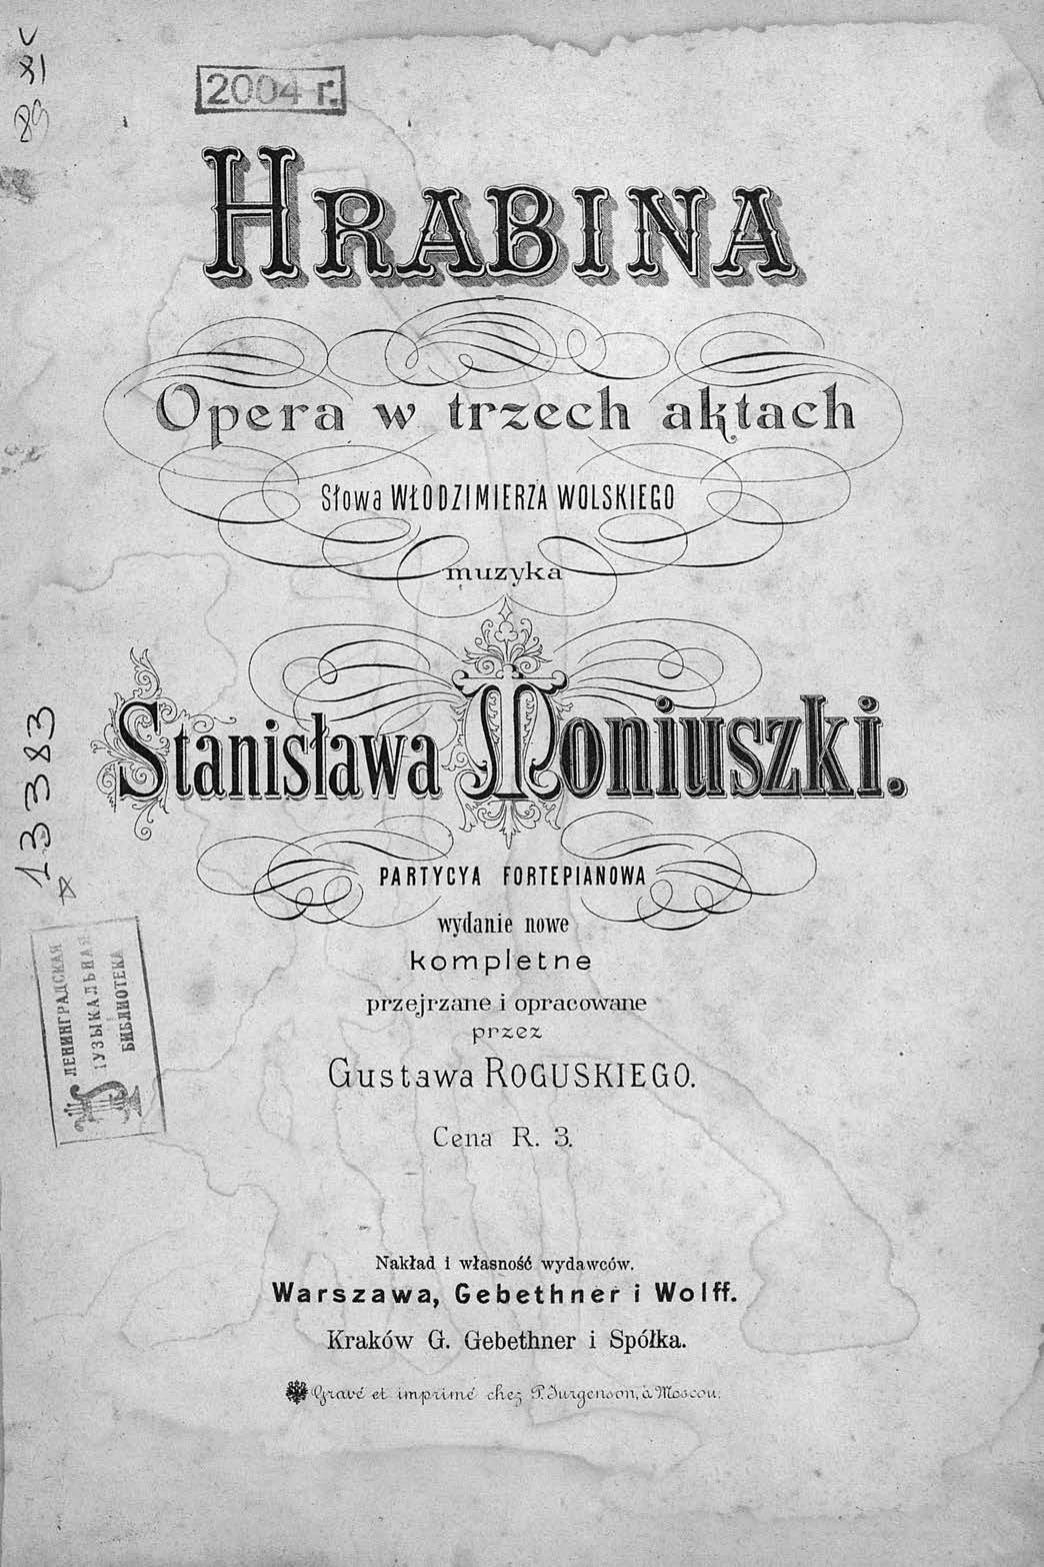 2004 г.
HRABINA
Opera w trzech aktach
Słowa WŁODZIMIERZA WOLSKIEGO
muzyka
Stanisława Moniuszki.
PARTYCYA FORTEPIANOWA
wydanie nowe
kompletne
przejrzane i opracowane
przez
Gustawa ROGUSKIEGO.
Cena R. 3.
Nakład i własność wydawców.
Warszawa, Gebethner i Wolff.
Kraków G. Gebethner i Spółka.
Gravé et imprimé chez P. Jurgenson, à Moscou.
13383
ЛЕНИНГРАДСКАЯ
МУЗЫКАЛЬНАЯ
БИБЛИОТЕКА